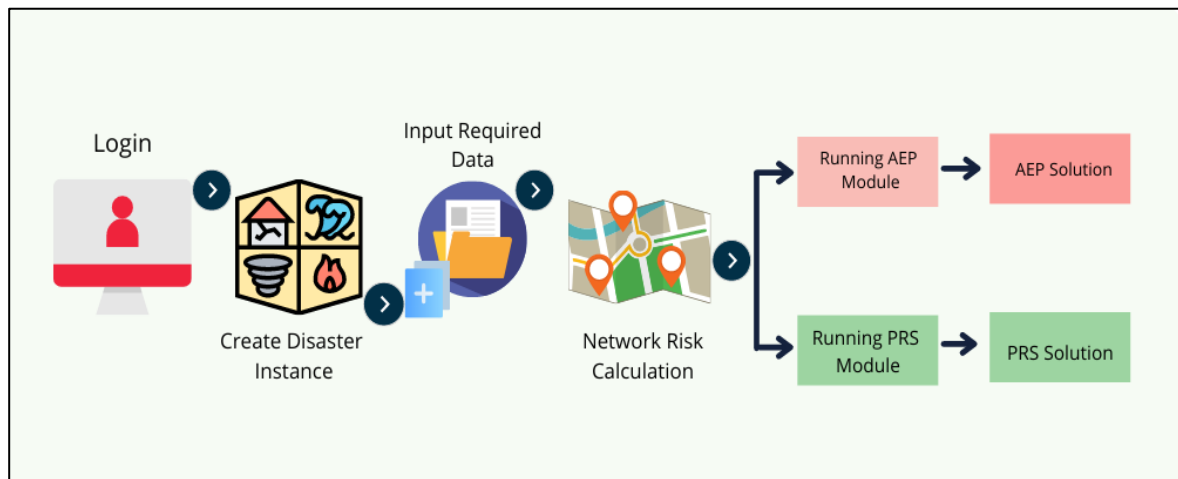 Login
Create Disaster
Instance
Input Required
Data
Network Risk
Calculation
Running AEP
Module
AEP Solution
Running PRS
Module
PRS Solution